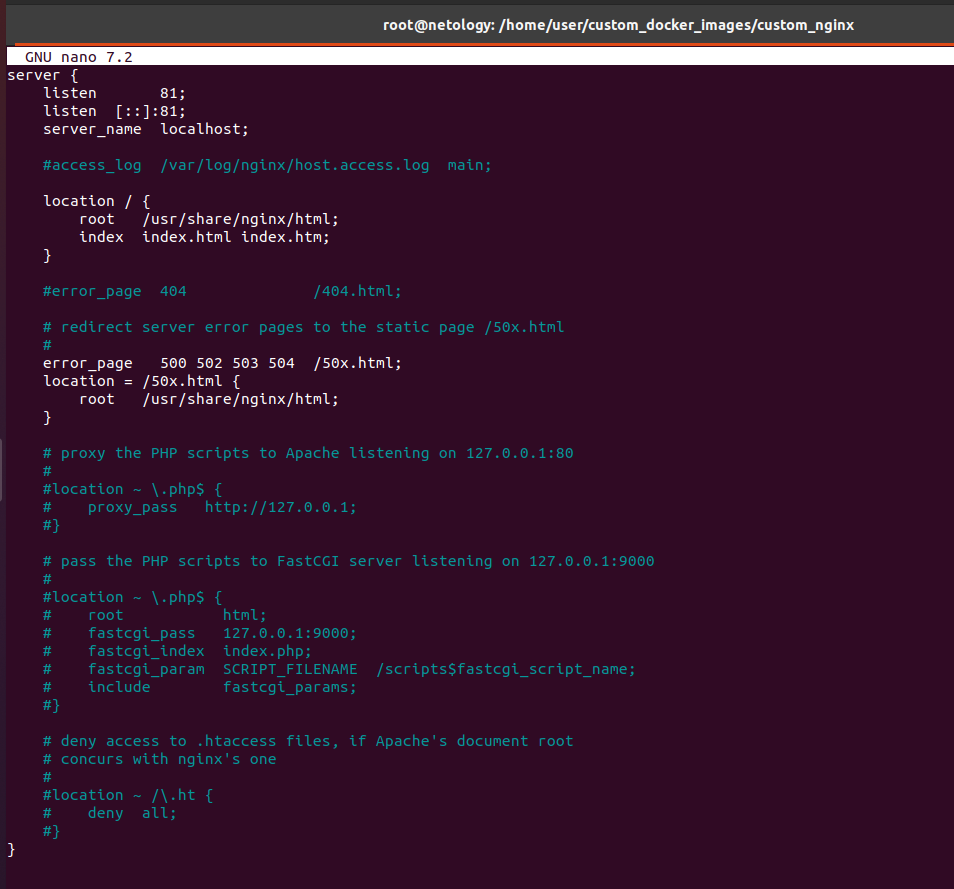 root@netology: /home/user/custom_docker_images/custom_nginx
GNU nano 7.2
server {
    listen       81;
    listen  [::]:81;
    server_name  localhost;

    #access_log  /var/log/nginx/host.access.log  main;

    location / {
        root   /usr/share/nginx/html;
        index  index.html index.htm;
    }

    #error_page  404              /404.html;

    # redirect server error pages to the static page /50x.html
    #
    error_page   500 502 503 504  /50x.html;
    location = /50x.html {
        root   /usr/share/nginx/html;
    }

    # proxy the PHP scripts to Apache listening on 127.0.0.1:80
    #
    #location ~ \.php$ {
    #    proxy_pass   http://127.0.0.1;
    #}

    # pass the PHP scripts to FastCGI server listening on 127.0.0.1:9000
    #
    #location ~ \.php$ {
    #    root           html;
    #    fastcgi_pass   127.0.0.1:9000;
    #    fastcgi_index  index.php;
    #    fastcgi_param  SCRIPT_FILENAME  /scripts$fastcgi_script_name;
    #    include        fastcgi_params;
    #}

    # deny access to .htaccess files, if Apache's document root
    # concurs with nginx's one
    #
    #location ~ /\.ht {
    #    deny  all;
    #}
}